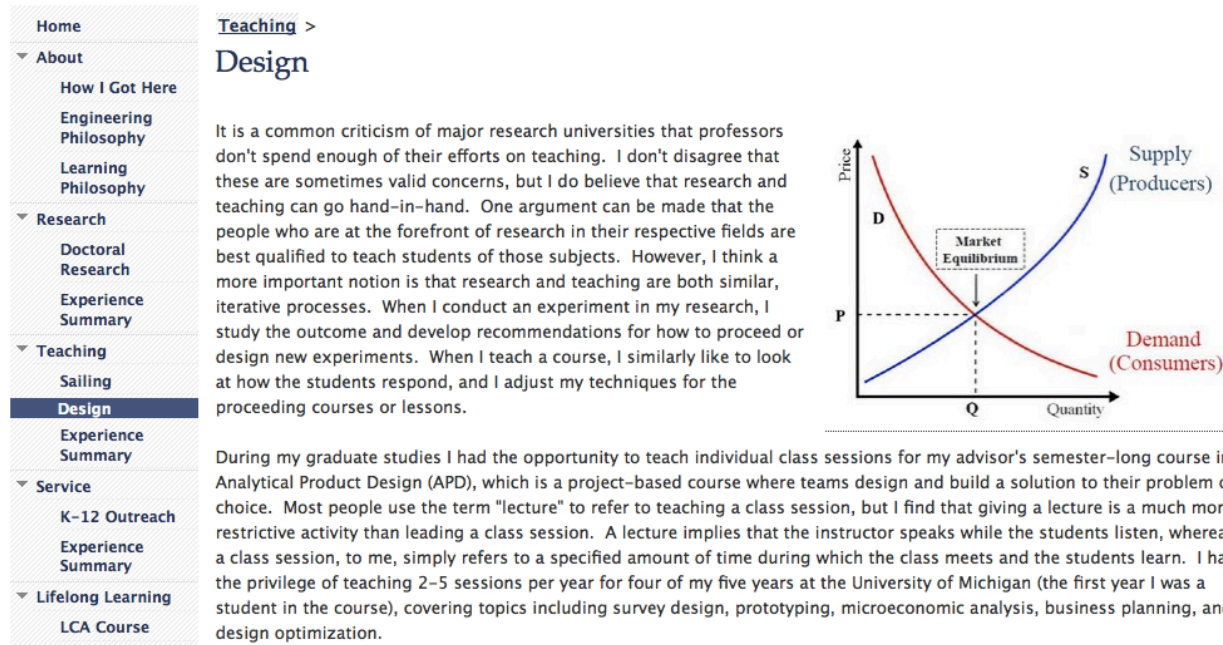 Home
About
How I Got Here
Engineering
Philosophy
Learning
Philosophy
Research
Doctoral
Research
Experience
Summary
Teaching
Sailing
Design
Experience
Summary
Service
K-12 Outreach
Experience
Summary
Lifelong Learning
LCA Course
Teaching >
Design
It is a common criticism of major research universities that professors
don't spend enough of their efforts on teaching. I don't disagree that
these are sometimes valid concerns, but I do believe that research and
teaching can go hand-in-hand. One argument can be made that the
people who are at the forefront of research in their respective fields are
best qualified to teach students of those subjects. However, I think a
more important notion is that research and teaching are both similar,
iterative processes. When I conduct an experiment in my research, I
study the outcome and develop recommendations for how to proceed or
design new experiments. When I teach a course, I similarly like to look
at how the students respond, and I adjust my techniques for the
proceeding courses or lessons.
Price
D
S
Supply
(Producers)
Market
Equilibrium
P
Demand
(Consumers)
Q
Quantity
During my graduate studies I had the opportunity to teach individual class sessions for my advisor's semester-long course
Analytical Product Design (APD), which is a project-based course where teams design and build a solution to their problem
choice. Most people use the term "lecture" to refer to teaching a class session, but I find that giving a lecture is a much
restrictive activity than leading a class session. A lecture implies that the instructor speaks while the students listen,
a class session, to me, simply refers to a specified amount of time during which the class meets and the students learn. I
the privilege of teaching 2-5 sessions per year for four of my five years at the University of Michigan (the first year I was a
student in the course), covering topics including survey design, prototyping, microeconomic analysis, business planning,
design optimization.